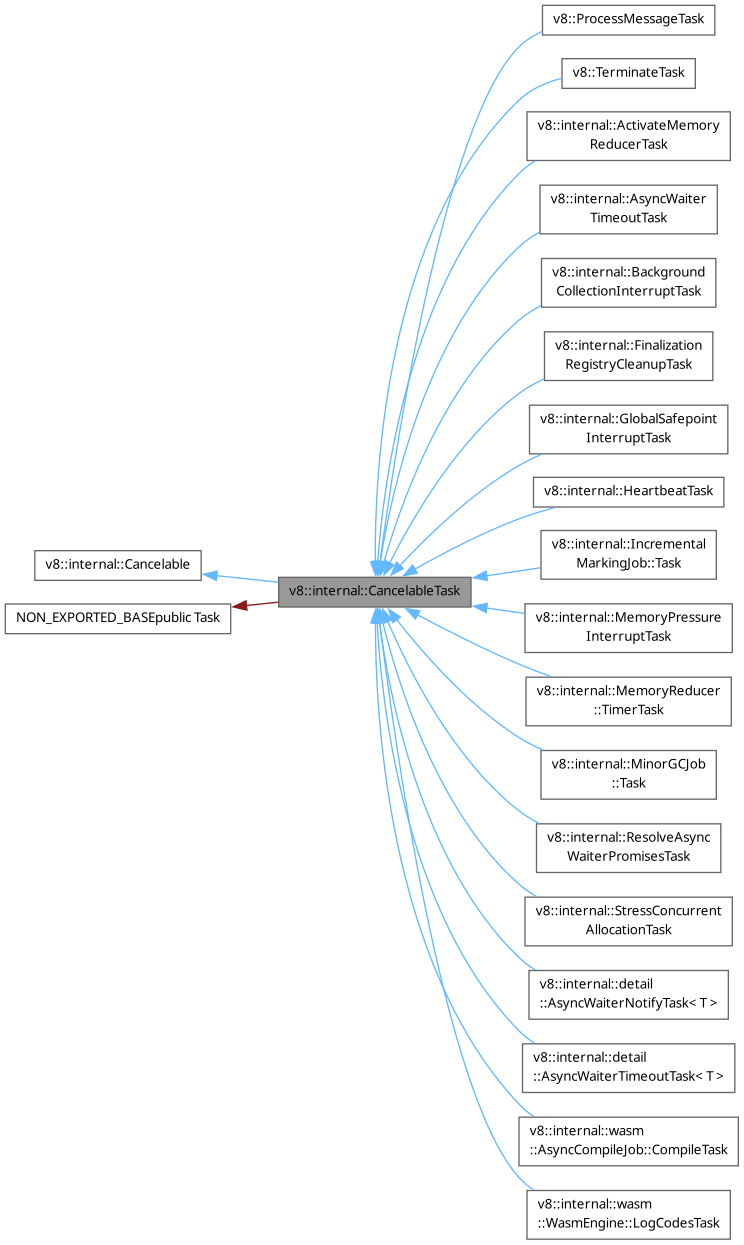 v8::ProcessMessageTask
v8::TerminateTask
v8::internal::ActivateMemory
ReducerTask
v8::internal::AsyncWaiter
TimeoutTask
v8::internal::Background
CollectionInterruptTask
v8::internal::Finalization
RegistryCleanupTask
v8::internal::GlobalSafepoint
InterruptTask
v8::internal::HeartbeatTask
v8::internal::Incremental
MarkingJob::Task
v8::internal::Cancelable
v8::internal::CancelableTask
NON_EXPORTED_BASEpublic Task
v8::internal::MemoryPressure
InterruptTask
v8::internal::MemoryReducer
::TimerTask
v8::internal::MinorGCJob
::Task
v8::internal::ResolveAsync
WaiterPromisesTask
v8::internal::StressConcurrent
AllocationTask
v8::internal::detail
::AsyncWaiterNotifyTask< T >
v8::internal::detail
::AsyncWaiterTimeoutTask< T >
v8::internal::wasm
::AsyncCompileJob::CompileTask
v8::internal::wasm
::WasmEngine::LogCodesTask